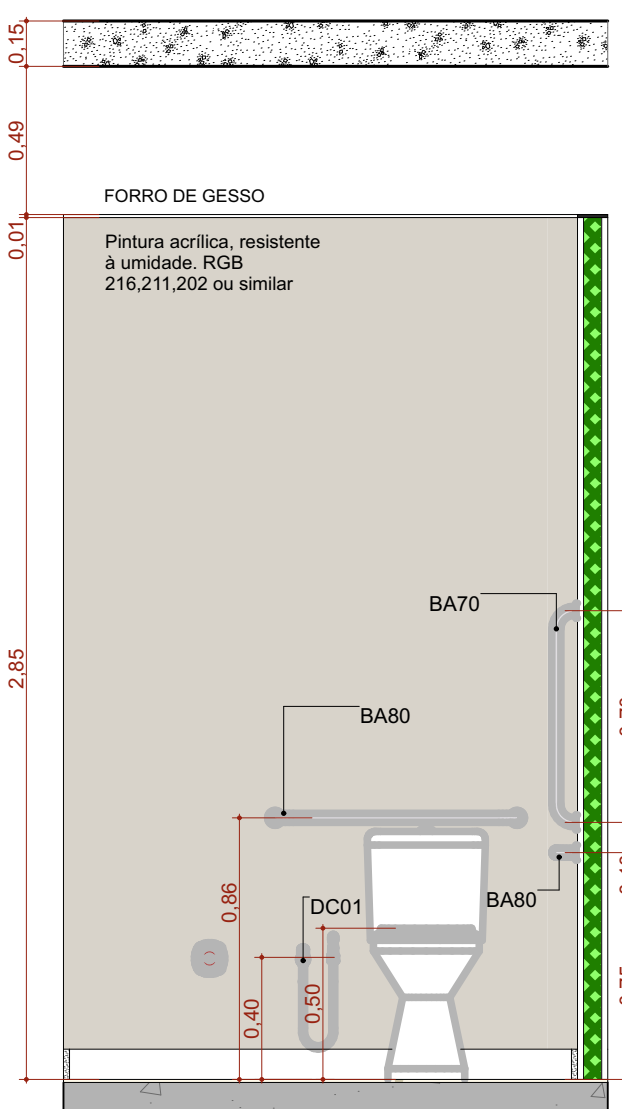 0,15
0,49
FORRO DE GESSO
0,01
Pintura acrílica, resistente
à umidade. RGB
216,211,202 ou similar
BA70
2,85
BA80
0,86
DC01
BA80
0,40
0,50